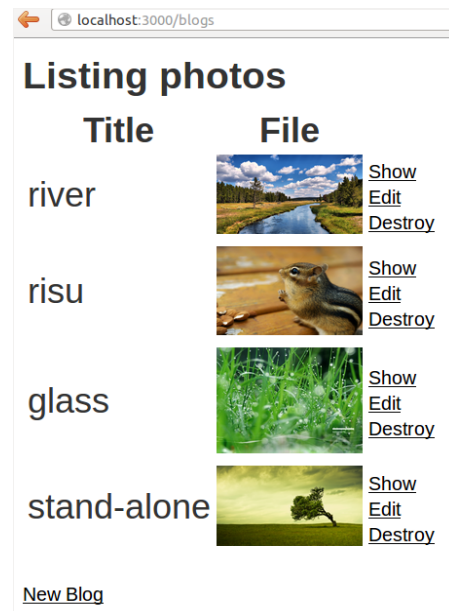 localhost:3000/blogs
Listing photos
Title File
river
Show
Edit
Destroy
risu
Show
Edit
Destroy
glass
Show
Edit
Destroy
stand-alone
Show
Edit
Destroy
New Blog